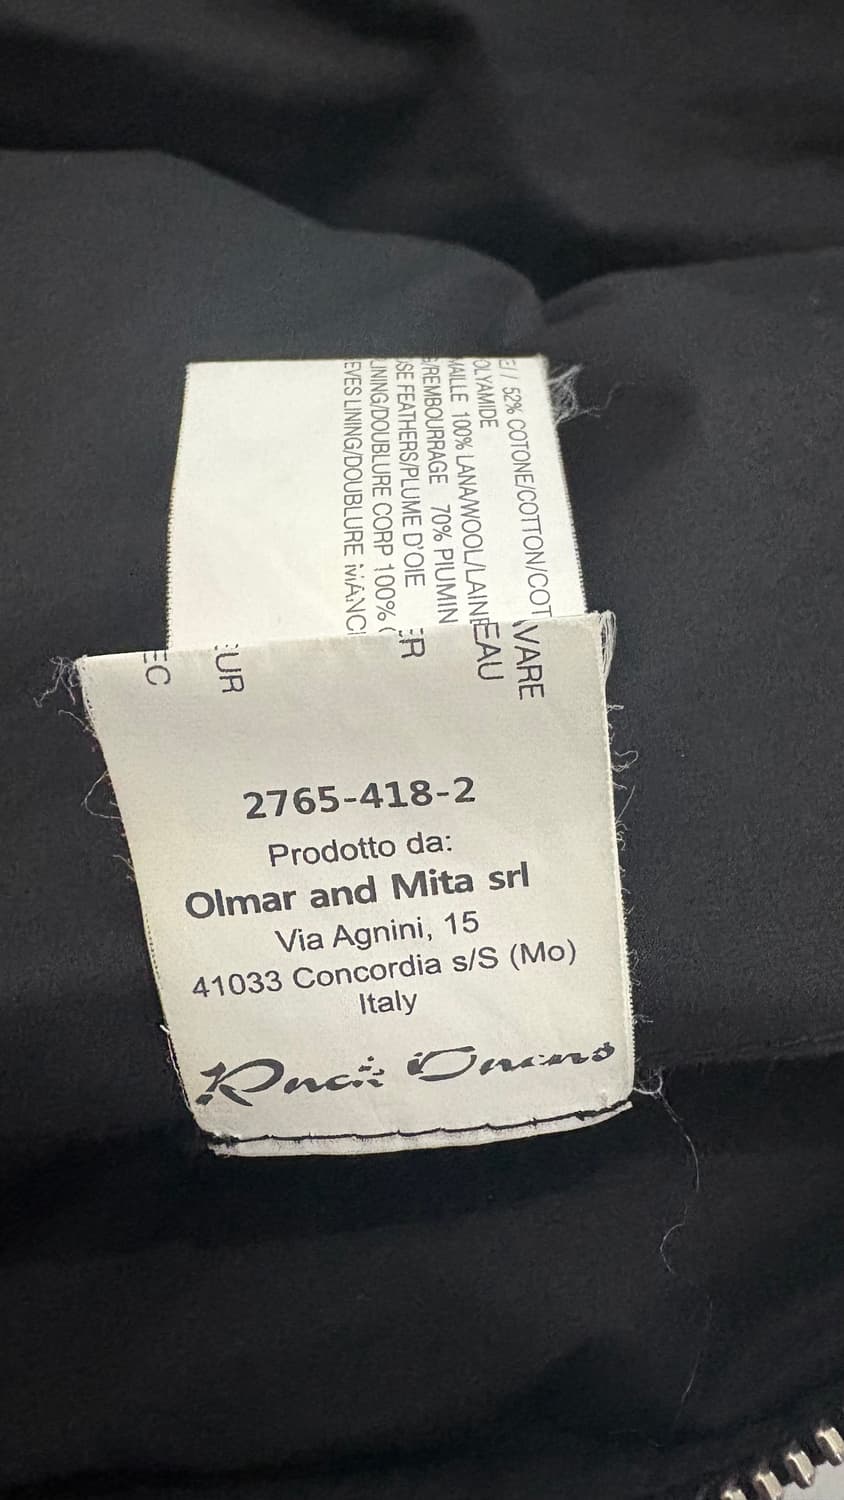 E// 52% COTONE/COTTON/COT
OLYAMIDE
MAILLE 100% LANA/WOOL/LAINE
G/REMBOURRAGE 70% PIUMIN
SE FEATHERS/PLUME D'OIE
LINING/DOUBLURE CORP 100%
EVES LINING/DOUBLURE MANC
VARE
EAU
ER
EUR
EC
2765-418-2
Prodotto da:
Olmar and Mita srl
Via Agnini, 15
41033 Concordia s/S (Mo)
Italy
Rick Owens